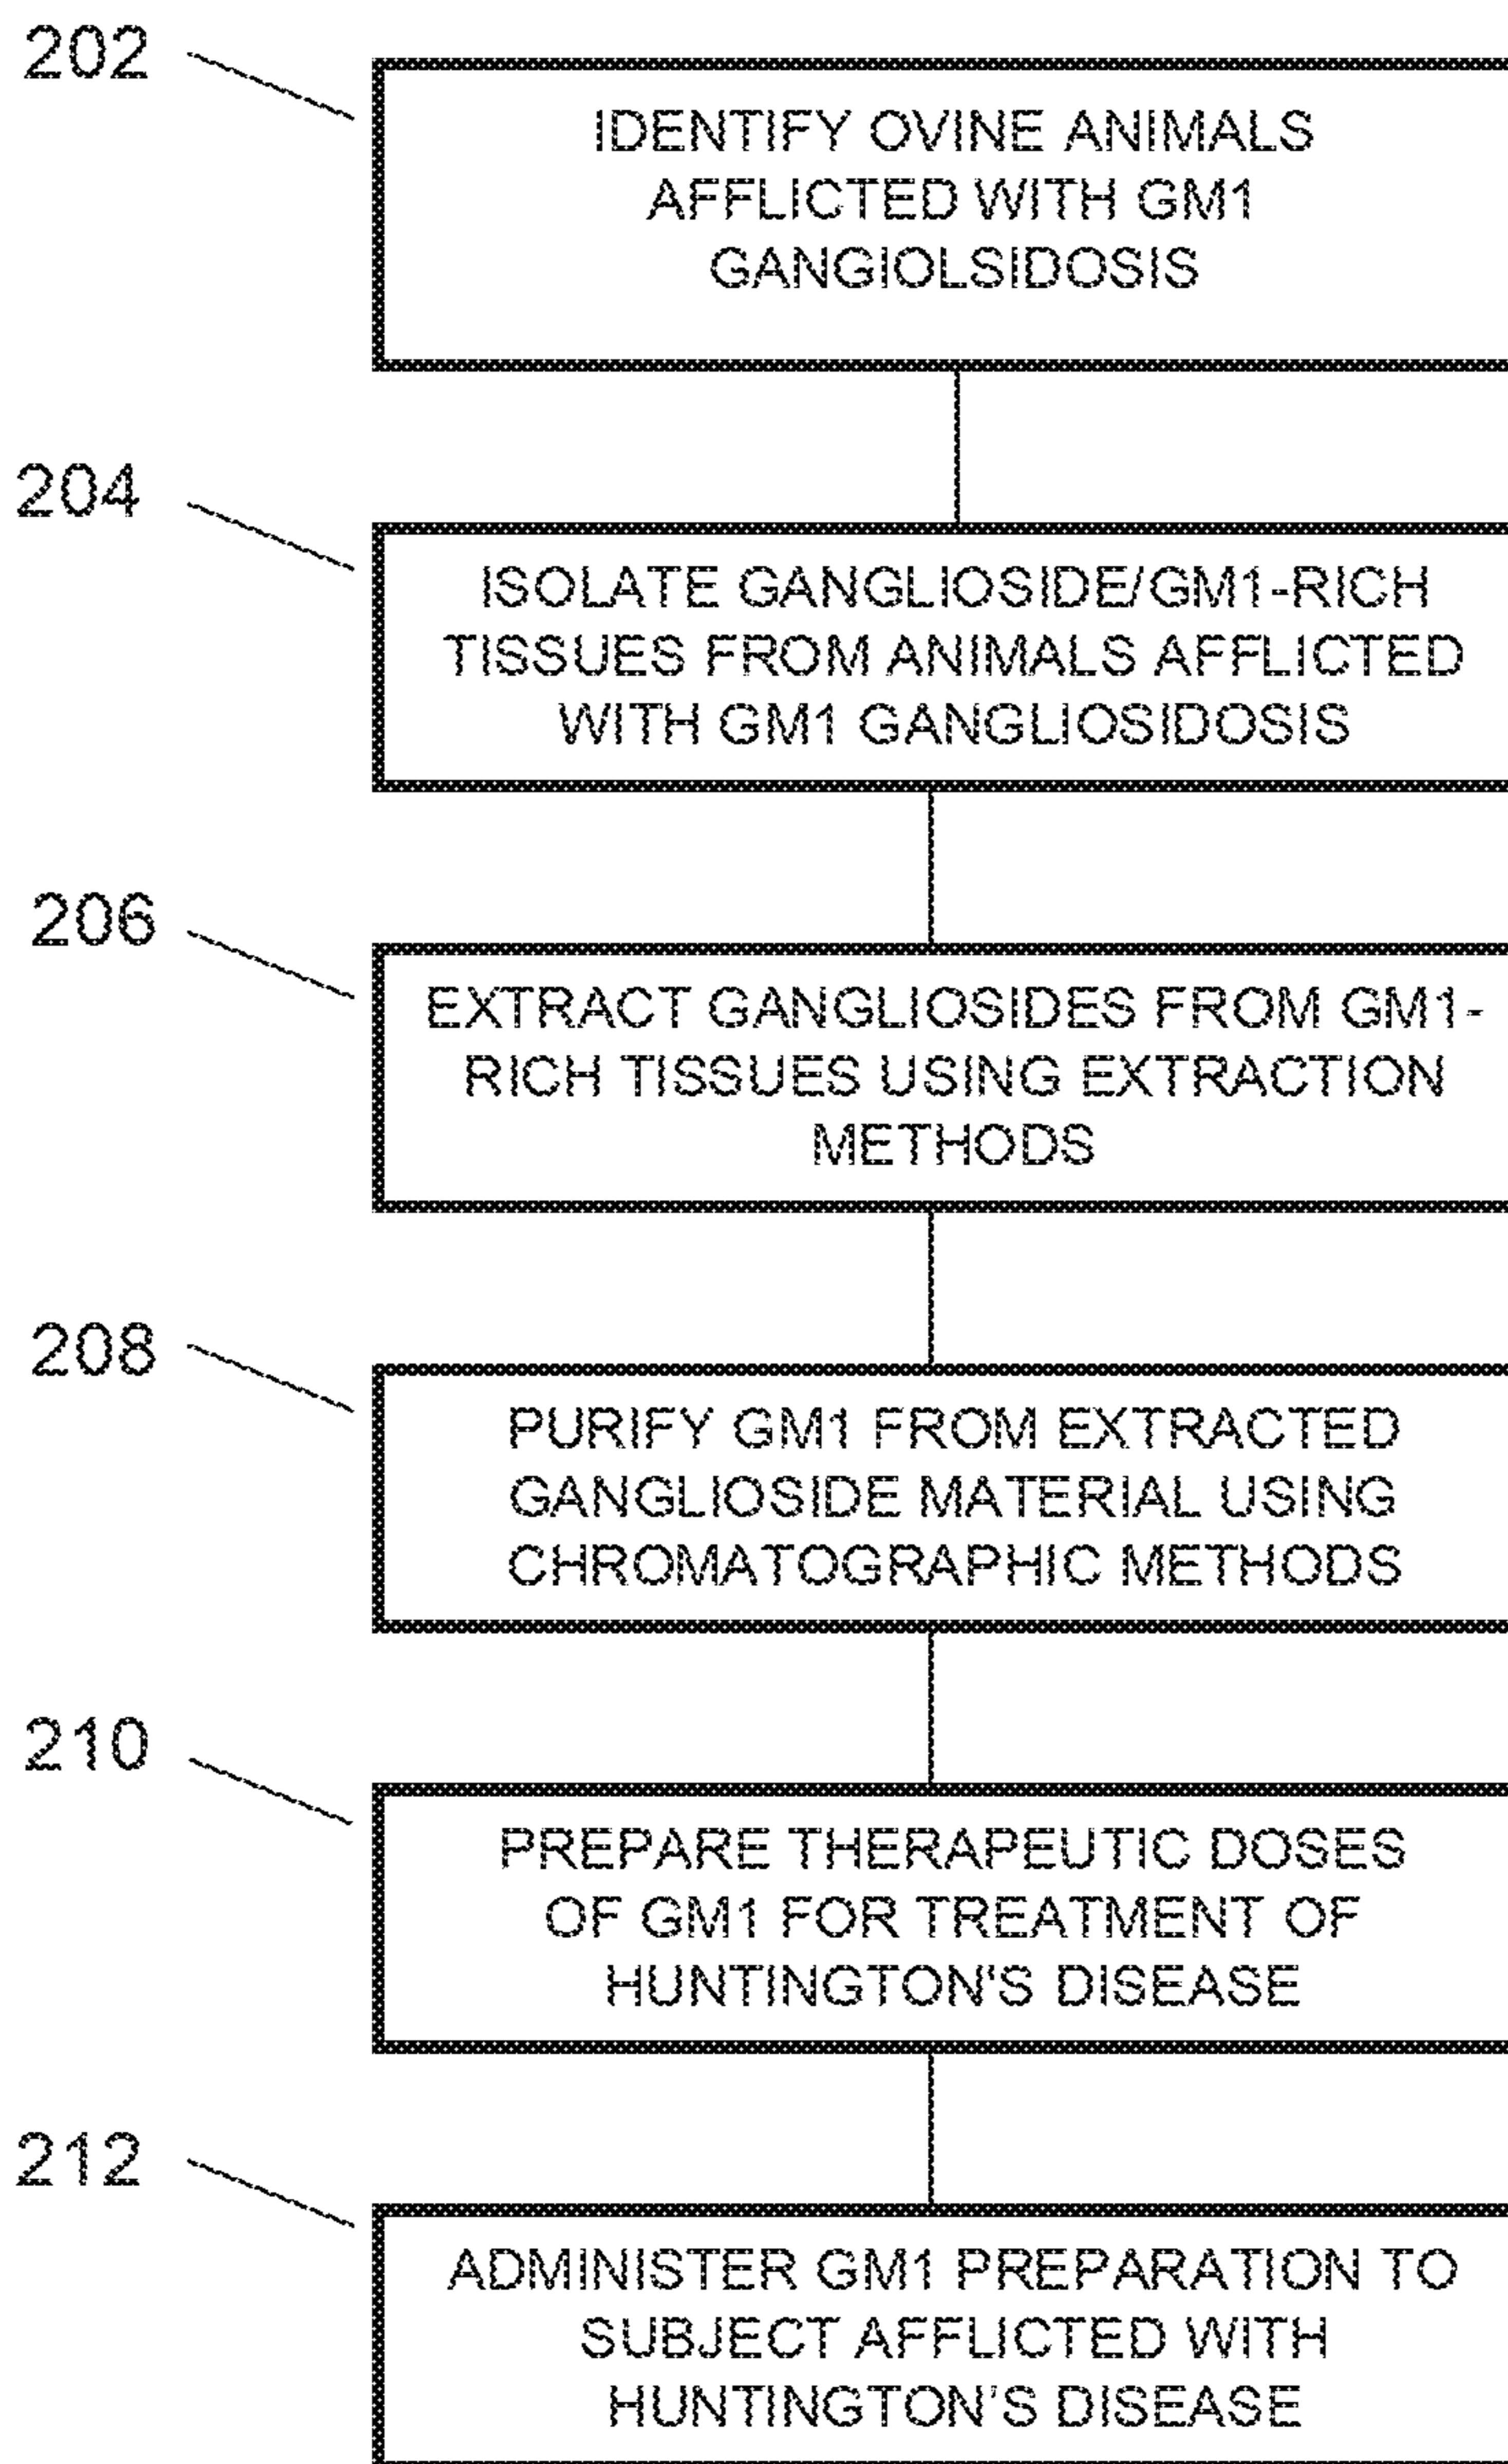 202
IDENTIFY OVINE ANIMALS
AFFLICTED WITH GM1
GANGIOLSIDOSIS
204
ISOLATE GANGLIOSIDE/GM1-RICH
TISSUES FROM ANIMALS AFFLICTED
WITH GM1 GANGLIOSIDOSIS
206
EXTRACT GANGLIOSIDES FROM GM1-
RICH TISSUES USING EXTRACTION
METHODS
208
PURIFY GM1 FROM EXTRACTED
GANGLIOSIDE MATERIAL USING
CHROMATOGRAPHIC METHODS
210
PREPARE THERAPEUTIC DOSES
OF GM1 FOR TREATMENT OF
HUNTINGTON'S DISEASE
212
ADMINISTER GM1 PREPARATION TO
SUBJECT AFFLICTED WITH
HUNTINGTON'S DISEASE